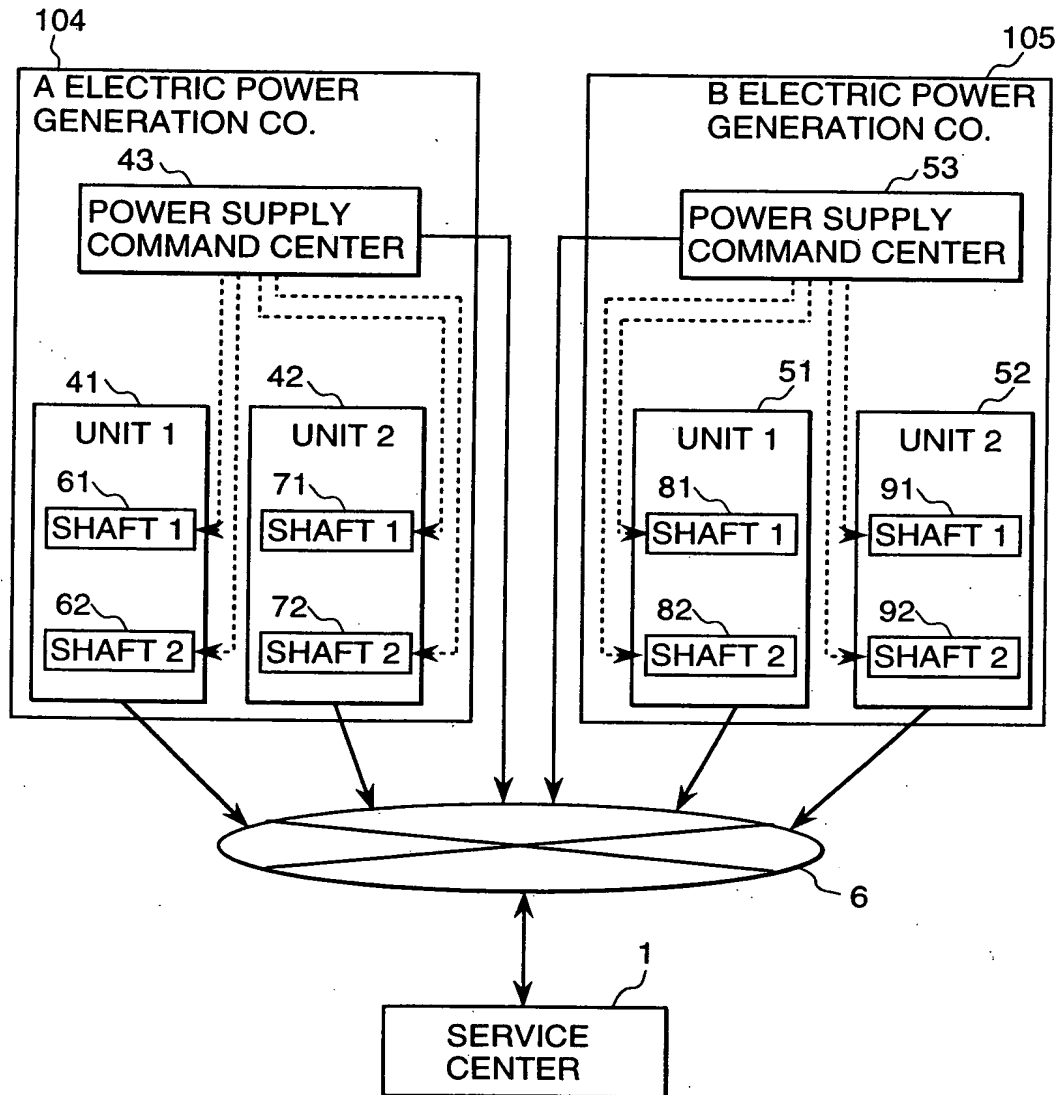 104
105
A ELECTRIC POWER
GENERATION CO.
B ELECTRIC POWER
GENERATION CO.
43
53
POWER SUPPLY
COMMAND CENTER
POWER SUPPLY
COMMAND CENTER
41
42
51
52
UNIT 1
UNIT 2
UNIT 1
UNIT 2
61
71
81
91
SHAFT 1
SHAFT 1
SHAFT 1
SHAFT 1
62
72
82
92
SHAFT 2
SHAFT 2
SHAFT 2
SHAFT 2
6
1
SERVICE
CENTER